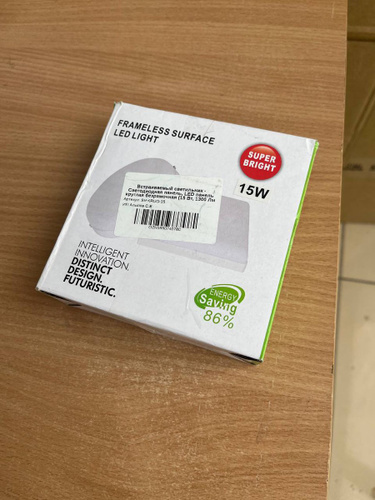 FRAMELESS SURFACE
LED LIGHT
SUPER
BRIGHT
15W
Встраиваемый светильник -
Светодиодная панель, LED панель,
круглая безрамочная (15 Вт, 1300 Лм
Артикул:
INTELLIGENT
INNOVATION.
DISTINCT
DESIGN.
FUTURISTIC.
ENERGY
Saving
86%